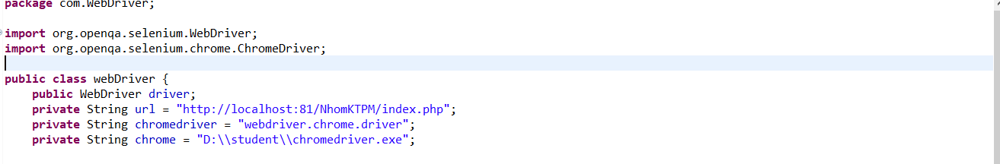 package com.WebDriver;
import org.openqa.selenium.WebDriver;
import org.openqa.selenium.chrome.ChromeDriver;
public class webDriver {
public WebDriver driver;
private String url = "http://localhost:81/NhomKTPM/index.php";
private String chromedriver = "webdriver.chrome.driver";
private String chrome = "D:\\student\\chromedriver.exe";